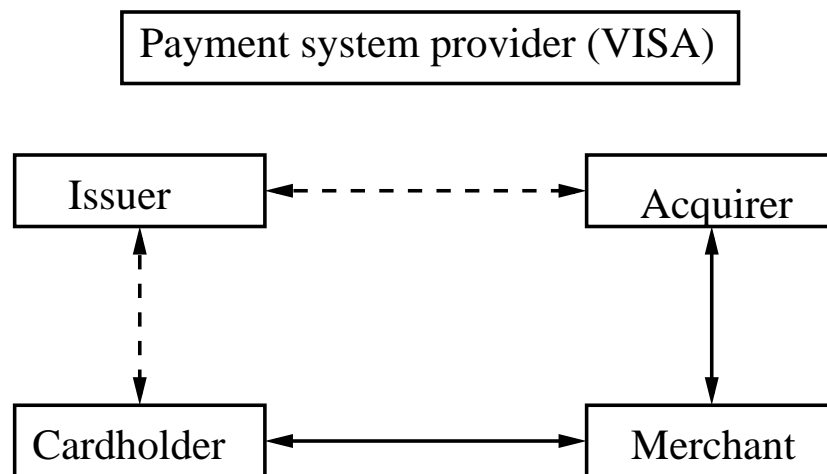 Payment system provider (VISA)
Issuer
Acquirer
Cardholder
Merchant